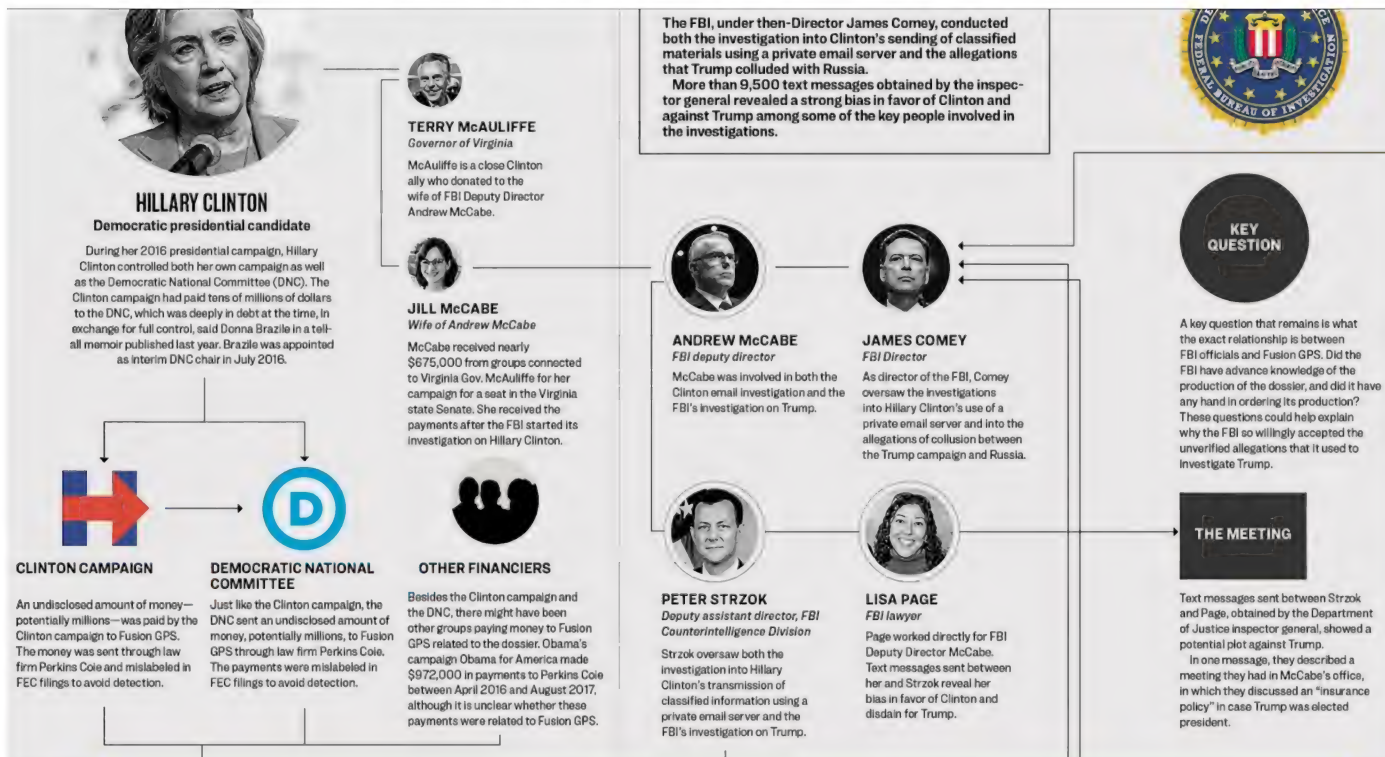 HILLARY CLINTON
Democratic presidential candidate
During her 2016 presidential campaign, Hillary
Clinton controlled both her own campaign as well
as the Democratic National Committee (DNC). The
Clinton campaign had paid tens of millions of dollars
to the DNC, which was deeply in debt at the time, in
exchange for full control, said Donna Brazile in a tell-
all memoir published last year. Brazile was appointed
as interim DNC chair in July 2016.
TERRY McAULIFFE
Governor of Virginia
McAuliffe is a close Clinton
ally who donated to the
wife of FBI Deputy Director
Andrew McCabe.
JILL McCABE
Wife of Andrew McCabe
McCabe received nearly
$675,000 from groups connected
to Virginia Gov. McAuliffe for her
campaign for a seat in the Virginia
state Senate. She received the
payments after the FBI started its
investigation on Hillary Clinton.
CLINTON CAMPAIGN
An undisclosed amount of money—
potentially millions—was paid by the
Clinton campaign to Fusion GPS.
The money was sent through law
firm Perkins Coie and mislabeled in
FEC filings to avoid detection.
D
DEMOCRATIC NATIONAL
COMMITTEE
Just like the Clinton campaign, the
DNC sent an undisclosed amount of
money, potentially millions, to Fusion
GPS through law firm Perkins Coie.
The payments were mislabeled in
FEC filings to avoid detection.
OTHER FINANCIERS
Besides the Clinton campaign and
the DNC, there might have been
other groups paying money to Fusion
GPS related to the dossier. Obama's
campaign Obama for America made
$972,000 in payments to Perkins Coie
between April 2016 and August 2017,
although it is unclear whether these
payments were related to Fusion GPS.
The FBI, under then-Director James Comey, conducted
both the investigation into Clinton's sending of classified
materials using a private email server and the allegations
that Trump colluded with Russia.
More than 9,500 text messages obtained by the inspec-
tor general revealed a strong bias in favor of Clinton and
against Trump among some of the key people involved in
the investigations.
ANDREW McCABE
FBI deputy director
McCabe was involved in both the
Clinton email investigation and the
FBI's investigation on Trump.
JAMES COMEY
FBI Director
As director of the FBI, Comey
oversaw the investigations
into Hillary Clinton's use of a
private email server and into the
allegations of collusion between
the Trump campaign and Russia.
PETER STRZOK
Deputy assistant director, FBI
Counterintelligence Division
Strzok oversaw both the
investigation into Hillary
Clinton's transmission of
classified information using a
private email server and the
FBI's investigation on Trump.
LISA PAGE
FBI lawyer
Page worked directly for FBI
Deputy Director McCabe.
Text messages sent between
her and Strzok reveal her
bias in favor of Clinton and
disdain for Trump.
FEDERAL BUREAU OF INVESTIGATION
KEY
QUESTION
A key question that remains is what
the exact relationship is between
FBI officials and Fusion GPS. Did the
FBI have advance knowledge of the
production of the dossier, and did it have
any hand in ordering its production?
These questions could help explain
why the FBI so willingly accepted the
unverified allegations that it used to
investigate Trump.
THE MEETING
Text messages sent between Strzok
and Page, obtained by the Department
of Justice inspector general, showed a
potential plot against Trump.
In one message, they described a
meeting they had in McCabe's office,
in which they discussed an "insurance
policy" in case Trump was elected
president.